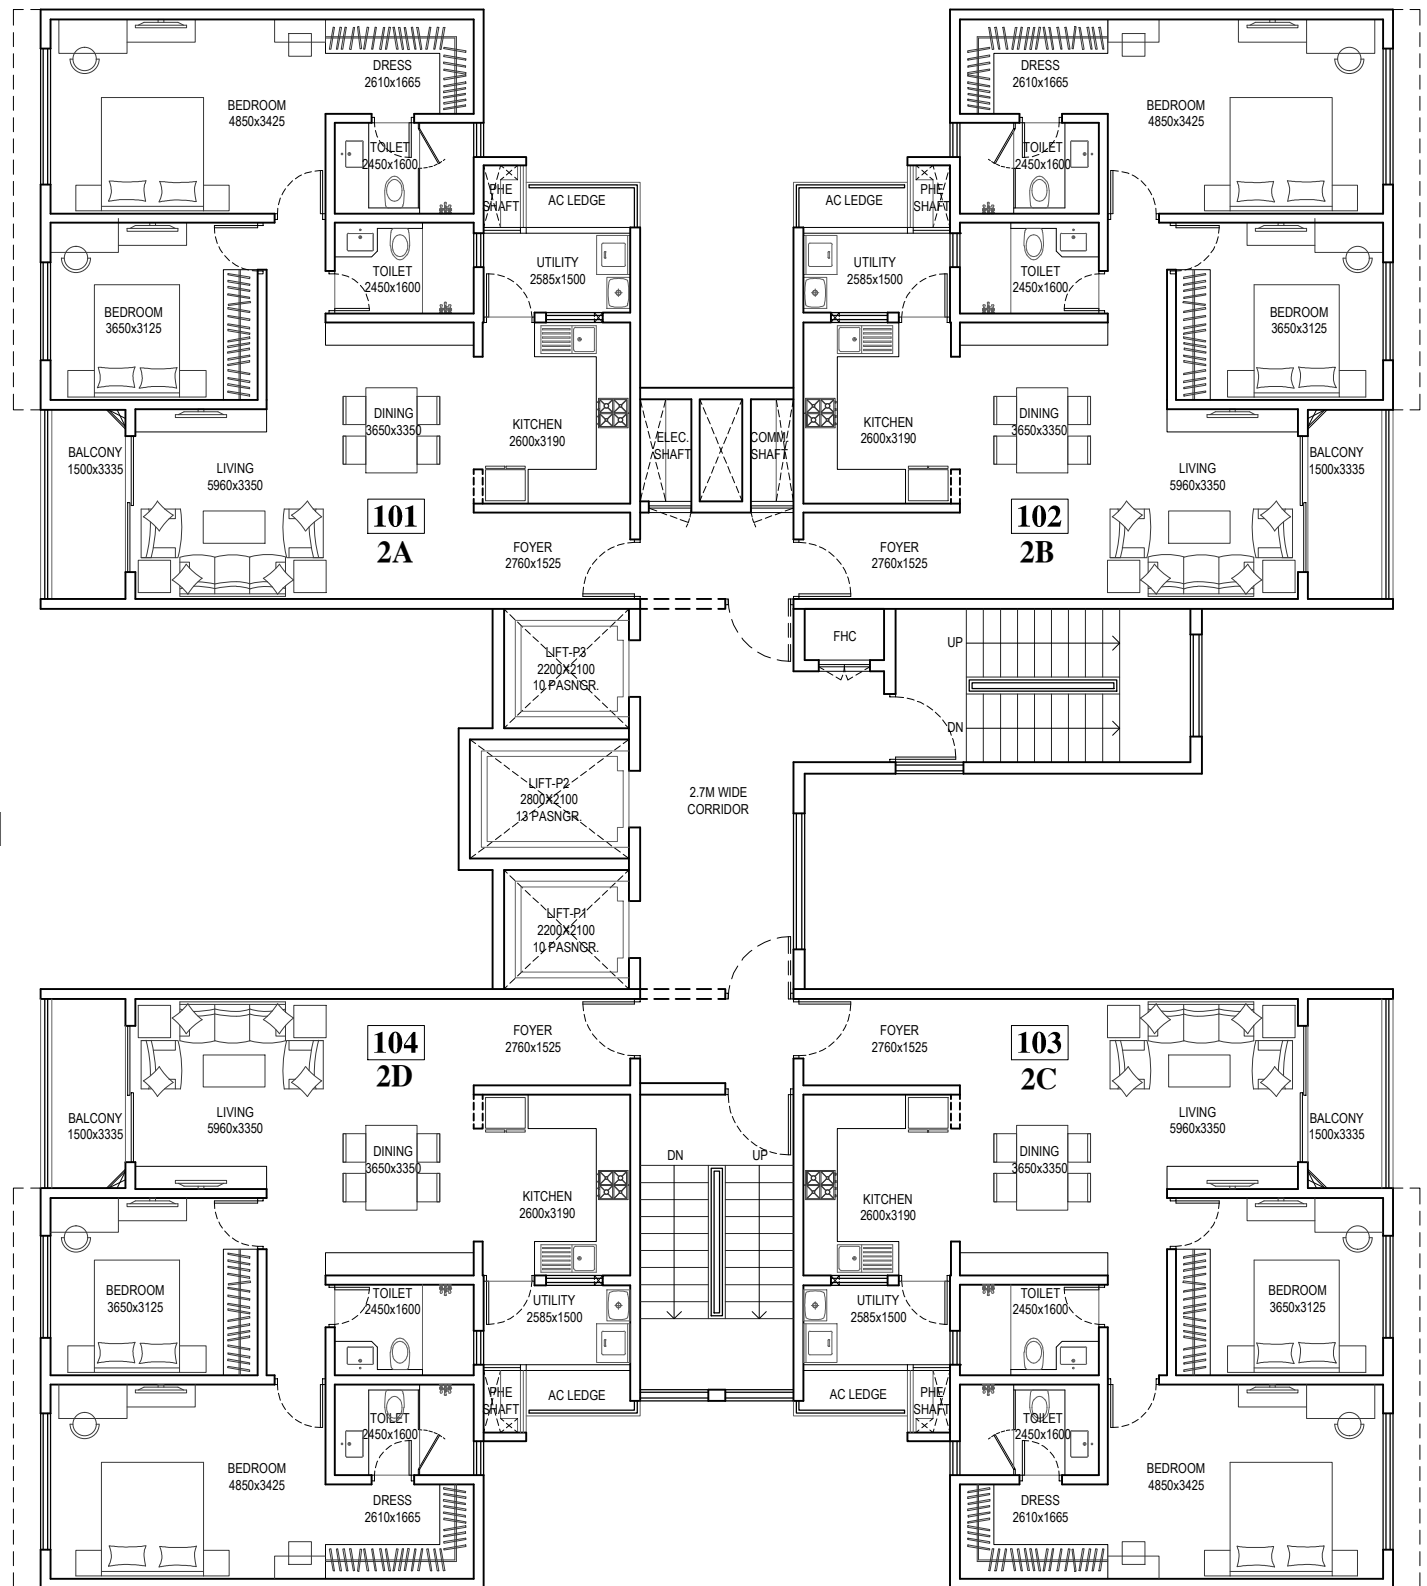 DRESS
2610x1665
BEDROOM
4850x3425
TOILET
2450x1600
PHE
SHAFT
AC LEDGE
UTILITY
2585x1500
TOILET
2450x1600
BEDROOM
3650x3125
DINING
3650x3350
KITCHEN
2600x3190
BALCONY
1500x3335
LIVING
5960x3350
101
2A
FOYER
2760x1525
ELEC.
SHAFT
COMM.
SHAFT
DRESS
2610x1665
BEDROOM
4850x3425
TOILET
2450x1600
AC LEDGE
PHE
SHAFT
UTILITY
2585x1500
TOILET
2450x1600
BEDROOM
3650x3125
KITCHEN
2600x3190
DINING
3650x3350
LIVING
5960x3350
BALCONY
1500x3335
102
2B
FOYER
2760x1525
LIFT-P3
2200X2100
10 PASNGR.
FHC
UP
DN
LIFT-P2
2800X2100
13 PASNGR.
2.7M WIDE
CORRIDOR
LIFT-P1
2200X2100
10 PASNGR.
104
2D
FOYER
2760x1525
BALCONY
1500x3335
LIVING
5960x3350
DINING
3650x3350
KITCHEN
2600x3190
BEDROOM
3650x3125
TOILET
2450x1600
UTILITY
2585x1500
PHE
SHAFT
AC LEDGE
TOILET
2450x1600
BEDROOM
4850x3425
DRESS
2610x1665
DN
UP
FOYER
2760x1525
103
2C
LIVING
5960x3350
BALCONY
1500x3335
DINING
3650x3350
KITCHEN
2600x3190
UTILITY
2585x1500
TOILET
2450x1600
BEDROOM
3650x3125
AC LEDGE
PHE
SHAFT
TOILET
2450x1600
BEDROOM
4850x3425
DRESS
2610x1665